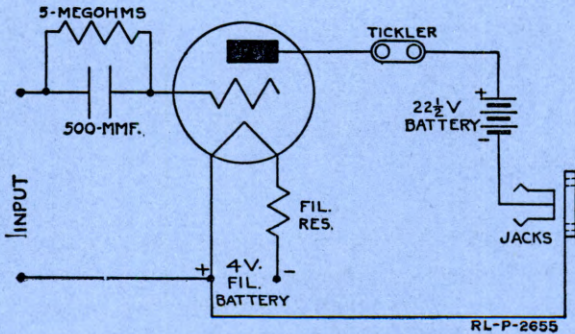 5-MEGOHMS
500-MMF.
INPUT
TICKLER
22½V
BATTERY
+
-
FIL.
RES.
JACKS
+ 4V. -
FIL.
BATTERY
RL-P-2655